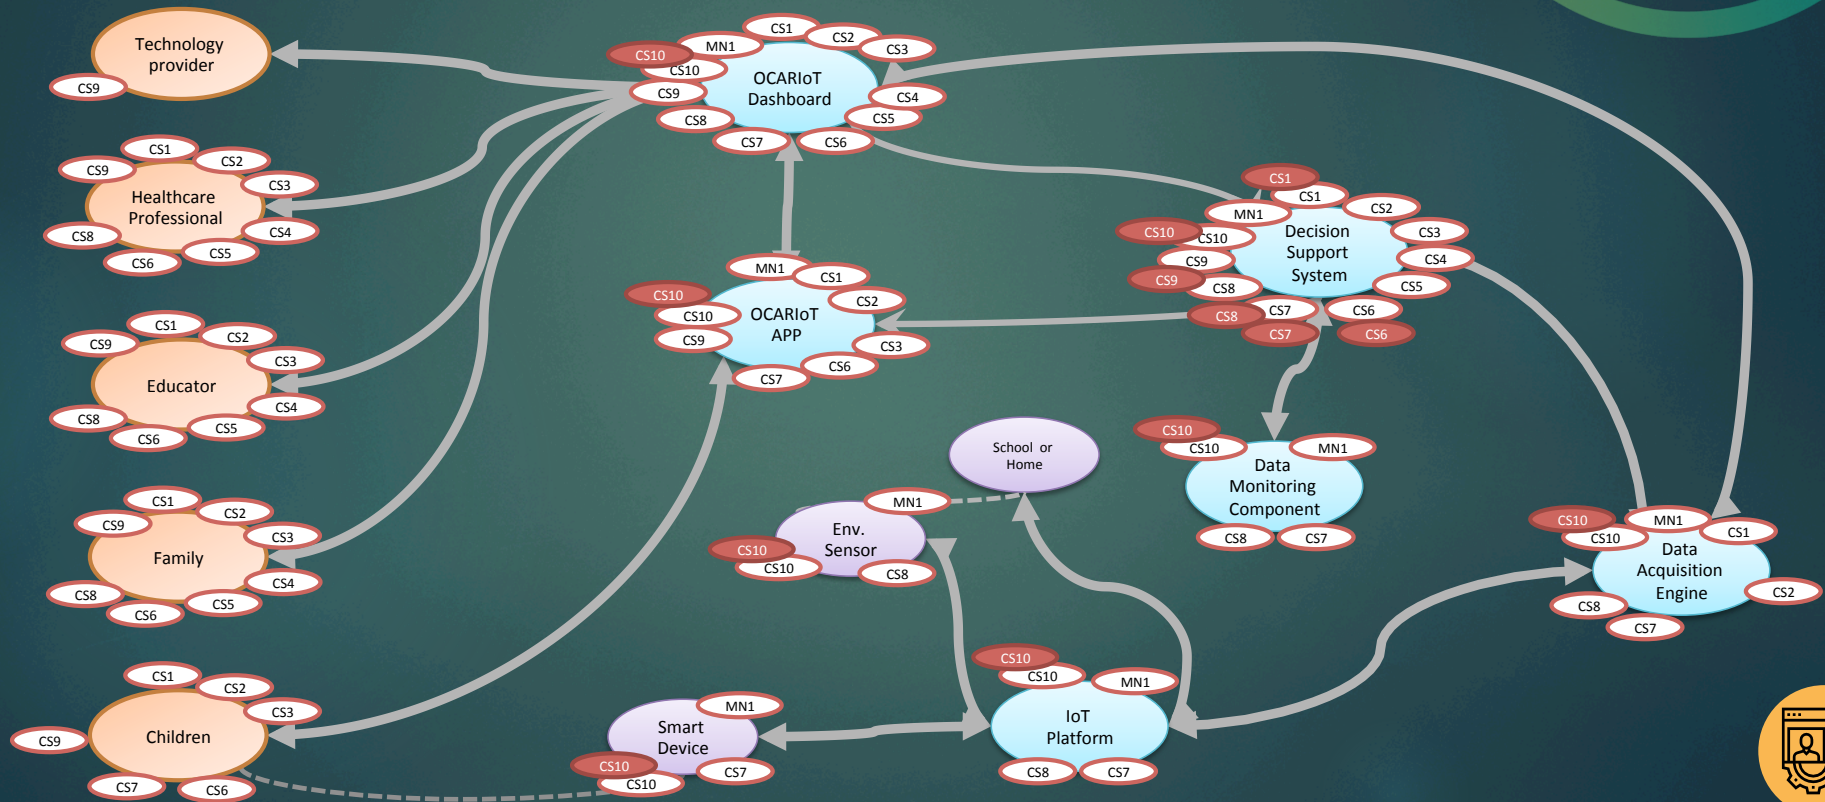 Technology
provider
CS9
CS1
CS2
CS3
CS4
CS5
CS6
CS7
CS8
CS9
CS10
CS10
MN1
OCARIoT
Dashboard
CS1
CS2
CS3
CS4
CS5
CS6
CS8
CS9
Healthcare
Professional
CS1
CS1
CS2
CS3
CS4
CS5
CS6
CS6
CS7
CS7
CS8
CS8
CS9
CS9
CS10
CS10
MN1
Decision
Support
System
MN1
CS1
CS2
CS3
CS6
CS7
CS9
CS10
CS10
OCARIoT
APP
CS1
CS2
CS3
CS4
CS5
CS6
CS8
CS9
Educator
School or
Home
CS10
CS10
MN1
Data
Monitoring
Component
CS8
CS7
MN1
Env.
Sensor
CS10
CS10
CS8
CS10
CS10
MN1
CS1
Data
Acquisition
Engine
CS2
CS8
CS7
CS1
CS2
CS3
CS4
CS5
CS6
CS8
CS9
Family
CS10
CS10
MN1
IoT
Platform
CS8
CS7
MN1
Smart
Device
CS10
CS10
CS7
CS1
CS2
CS3
CS9
Children
CS7
CS6